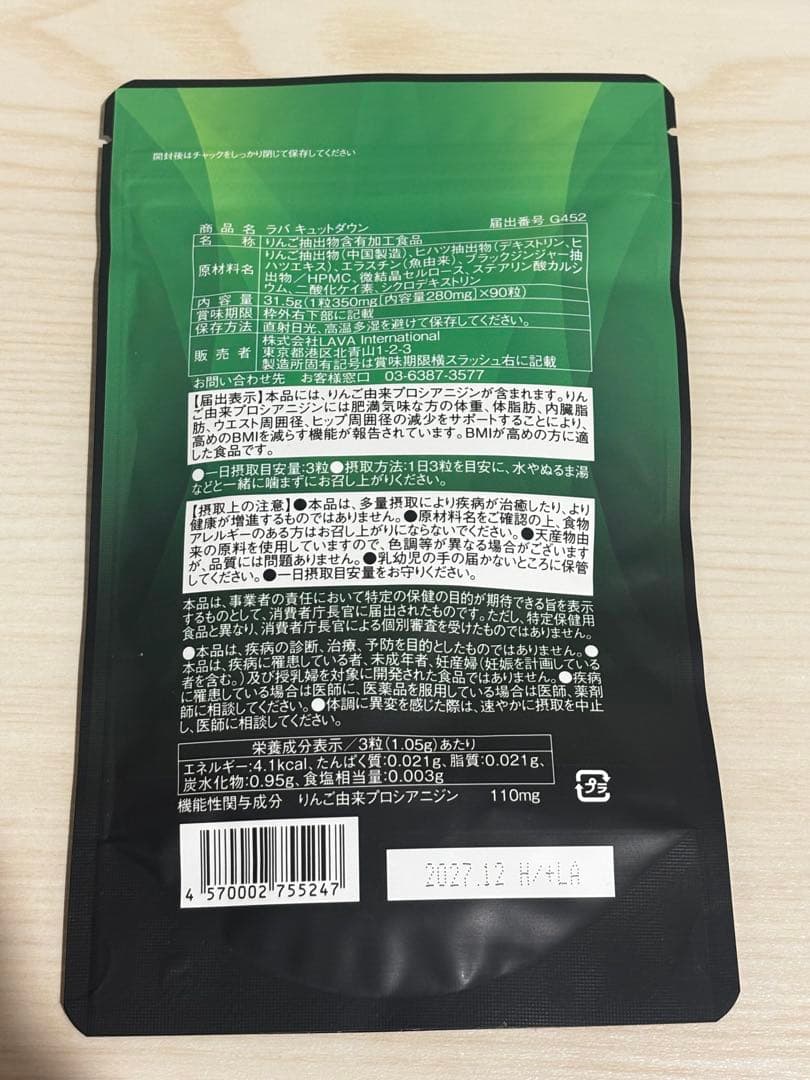 開封後はチャックをしっかり閉じて保存してください
商品名 ラバ キュットダウン 届出番号 G452
名称 りんご抽出物含有加工食品
原材料名 りんご抽出物(中国製造)、ヒハツ抽出物(デキストリン、ヒ
ハツエキス)、エラスチン(魚由来)、ブラックジンジャー抽
出物/HPMC、微結晶セルロース、ステアリン酸カルシ
ウム、二酸化ケイ素、シクロデキストリン
内容量 31.5g(1粒350mg[内容量280mg]×90粒)
賞味期限 枠外右下部に記載
保存方法 直射日光、高温多湿を避けて保存してください。
販売者 株式会社LAVA International
東京都港区北青山1-2-3
製造所固有記号は賞味期限横スラッシュ右に記載
お問い合わせ先 お客様窓口 03-6387-3577
【届出表示】本品には、りんご由来プロシアニジンが含まれます。りん
ご由来プロシアニジンには肥満気味な方の体重、体脂肪、内臓脂
肪、ウエスト周囲径、ヒップ周囲径の減少をサポートすることにより、
高めのBMIを減らす機能が報告されています。BMIが高めの方に適
した食品です。
●一日摂取目安量:3粒●摂取方法:1日3粒を目安に、水やぬるま湯
などと一緒に噛まずにお召し上がりください。
【摂取上の注意】●本品は、多量摂取により疾病が治癒したり、より
健康が増進するものではありません。●原材料名をご確認の上、食物
アレルギーのある方はお召し上がりにならないでください。●天産物由
来の原料を使用していますので、色調等が異なる場合がございます
が、品質には問題ありません。●乳幼児の手の届かないところに保管
してください。●一日摂取目安量をお守りください。
本品は、事業者の責任において特定の保健の目的が期待できる旨を表示
するものとして、消費者庁長官に届出されたものです。ただし、特定保健用
食品と異なり、消費者庁長官による個別審査を受けたものではありません。
●本品は、疾病の診断、治療、予防を目的としたものではありません。●
本品は、疾病に罹患している者、未成年者、妊産婦(妊娠を計画している
者を含む。)及び授乳婦を対象に開発された食品ではありません。●疾病
に罹患している場合は医師に、医薬品を服用している場合は医師、薬剤
師に相談してください。●体調に異変を感じた際は、速やかに摂取を中止
し、医師に相談してください。
栄養成分表示/3粒(1.05g)あたり
エネルギー:4.1kcal、たんぱく質:0.021g、脂質:0.021g、
炭水化物:0.95g、食塩相当量:0.003g
機能性関与成分 りんご由来プロシアニジン 110mg
プラ
4 570002 755247
2027.12 H/+LA